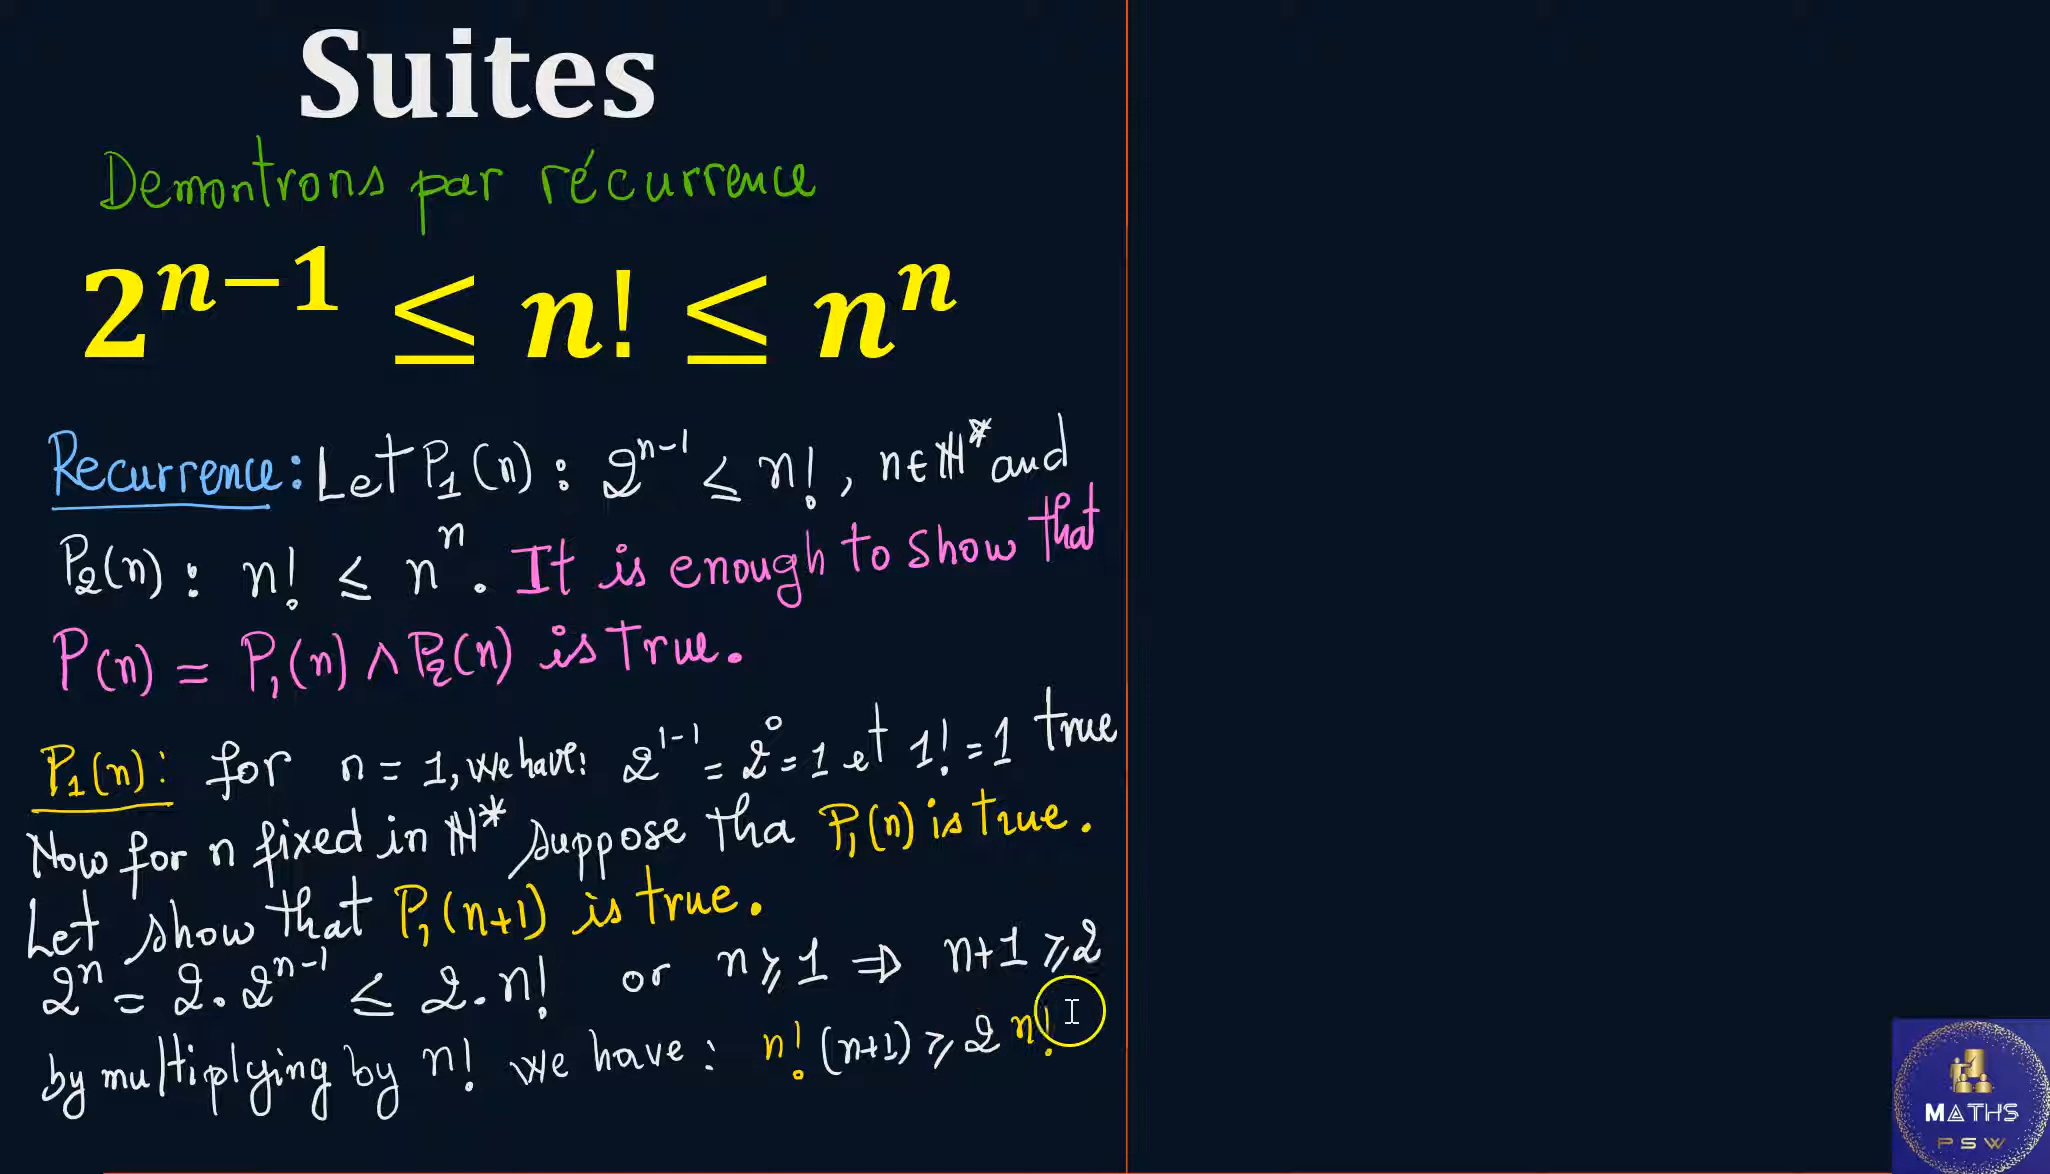 Suites
Demontrons par récurrence
2^{n-1} ≤ n! ≤ n^n
Recurrence: Let P₁(n): 2^{n-1} ≤ n!, n∈ℕ* and
P₂(n): n! ≤ n^n. It is enough to show that
P(n) = P₁(n) ∧ P₂(n) is true.
P₁(n): for n = 1, we have: 2^{1-1} = 2^0 = 1 et 1! = 1 true
Now for n fixed in ℕ* suppose tha P₁(n) is true.
Let show that P₁(n+1) is true.
2^n = 2.2^{n-1} ≤ 2.n! or n ⩾ 1 ⇒ n+1 ⩾ 2
by multiplying by n! we have: n!(n+1) ⩾ 2 n!
MATHS
PSW